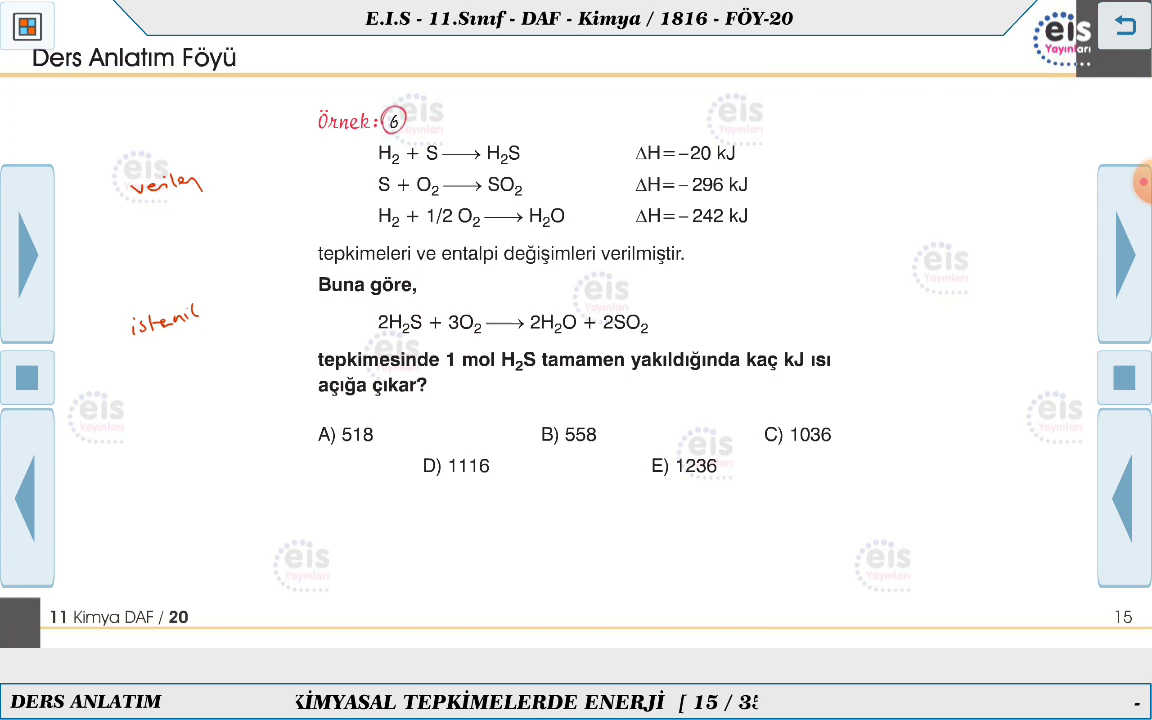 E.I.S - 11.Sınıf - DAF - Kimya / 1816 - FÖY-20
eis
Yayınları
Ders Anlatım Föyü
Örnek: 6
H₂ + S ⟶ H₂S ΔH=–20 kJ
verilen
S + O₂ ⟶ SO₂ ΔH=– 296 kJ
H₂ + 1/2 O₂ ⟶ H₂O ΔH=– 242 kJ
tepkimeleri ve entalpi değişimleri verilmiştir.
Buna göre,
2H₂S + 3O₂ ⟶ 2H₂O + 2SO₂
tepkimesinde 1 mol H₂S tamamen yakıldığında kaç kJ ısı
açığa çıkar?
A) 518 B) 558 C) 1036
D) 1116 E) 1236
11 Kimya DAF / 20 15
DERS ANLATIM KİMYASAL TEPKİMELERDE ENERJİ [ 15 / 35 -